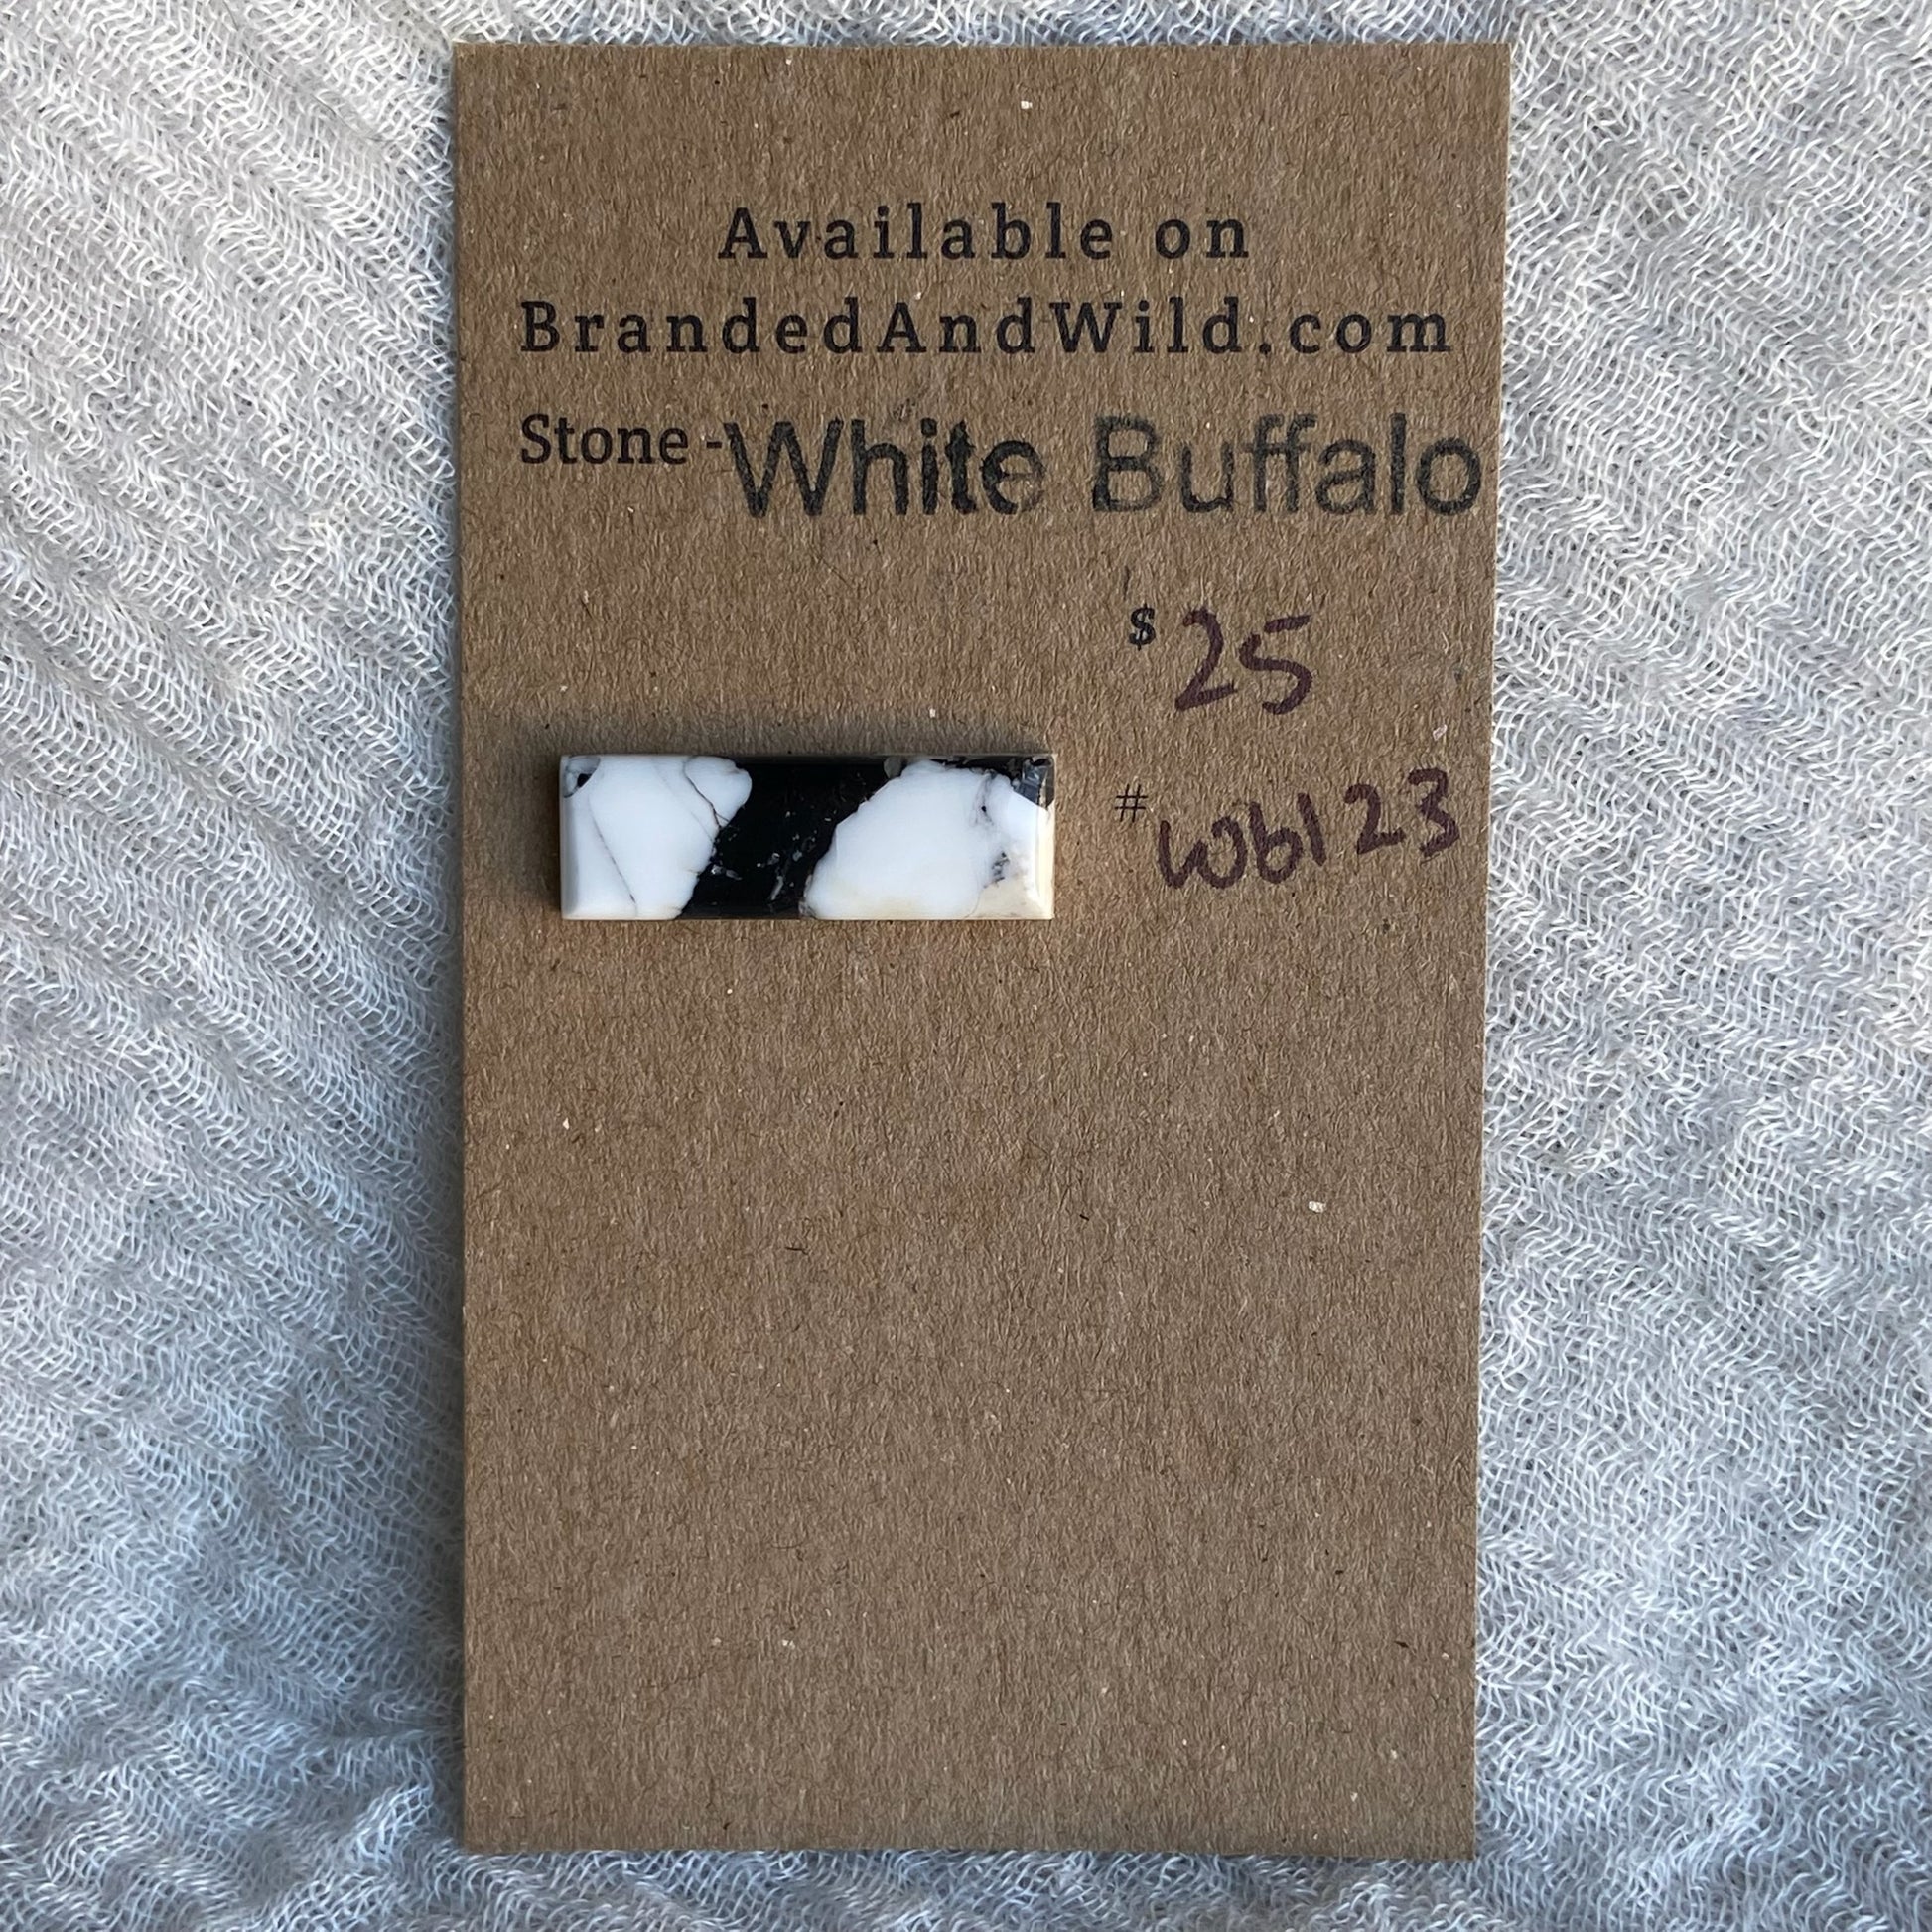 Available on
BrandedAndWild.com
Stone - White Buffalo
$ 25
# wb123